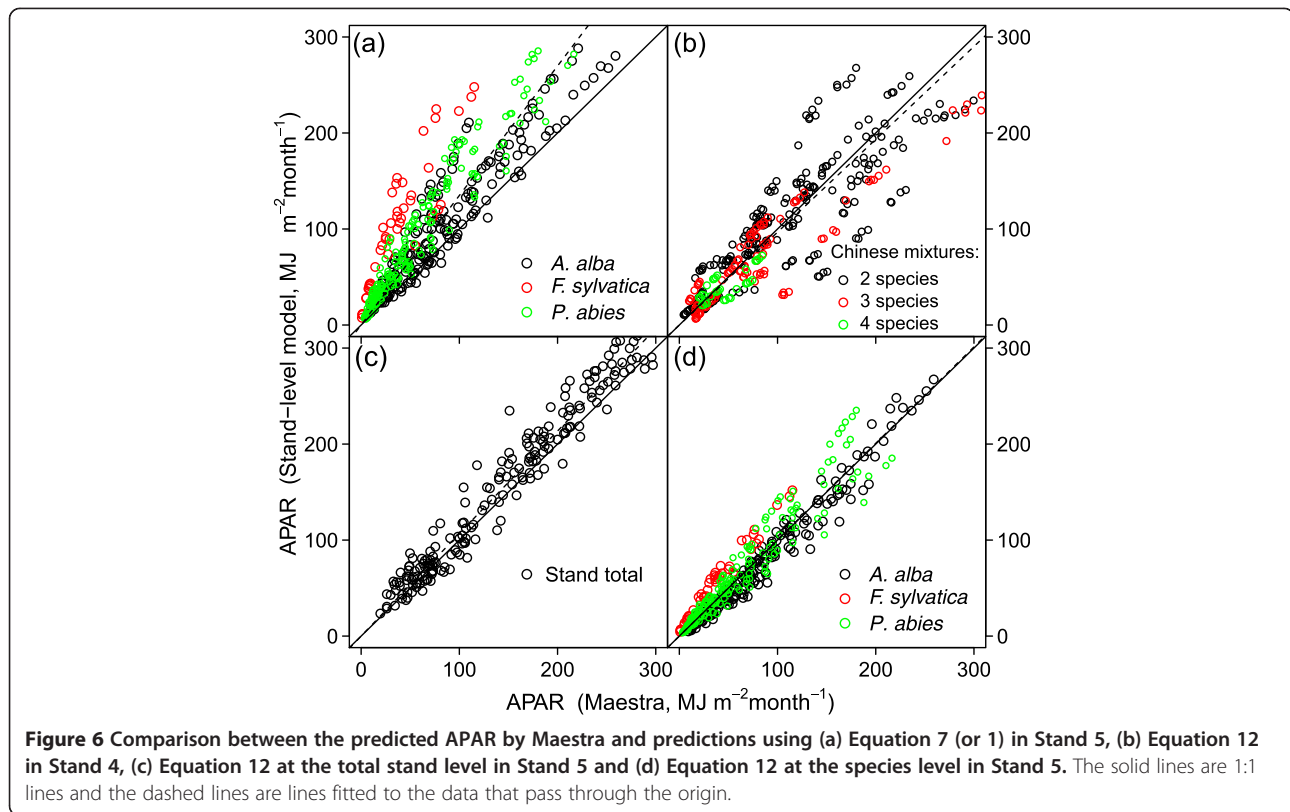 (a)
(b)
300
200
100
0
A. alba
F. sylvatica
P. abies
Chinese mixtures:
2 species
3 species
4 species
300
200
100
0
(c)
(d)
300
200
100
0
Stand total
A. alba
F. sylvatica
P. abies
300
200
100
0
0 100 200 300
0 100 200 300
APAR (Stand−level model, MJ m−2month−1)
APAR (Maestra, MJ m−2month−1)
Figure 6 Comparison between the predicted APAR by Maestra and predictions using (a) Equation 7 (or 1) in Stand 5, (b) Equation 12
in Stand 4, (c) Equation 12 at the total stand level in Stand 5 and (d) Equation 12 at the species level in Stand 5. The solid lines are 1:1
lines and the dashed lines are lines fitted to the data that pass through the origin.